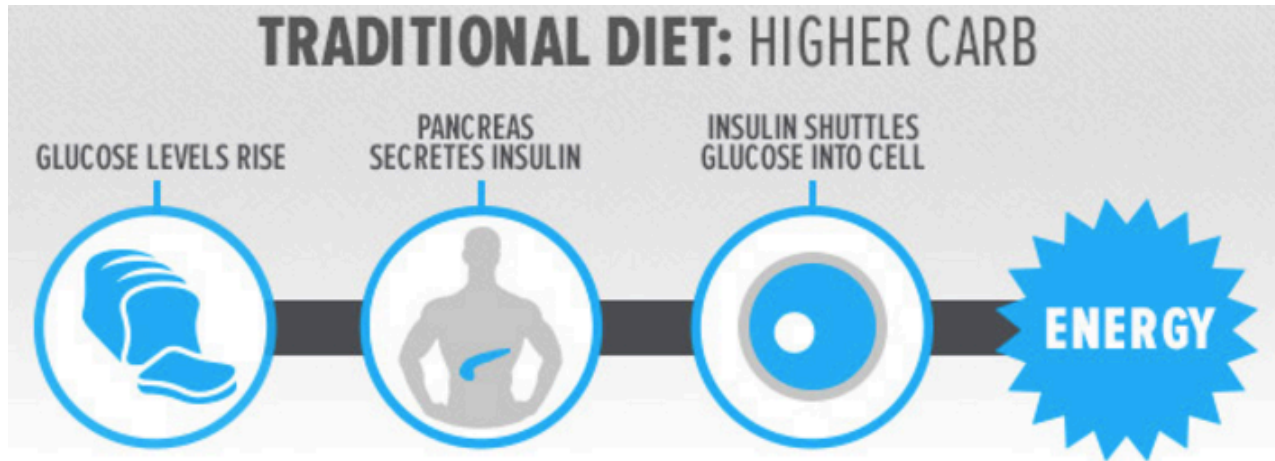 TRADITIONAL DIET: HIGHER CARB
GLUCOSE LEVELS RISE
PANCREAS
SECRETES INSULIN
INSULIN SHUTTLES
GLUCOSE INTO CELL
ENERGY